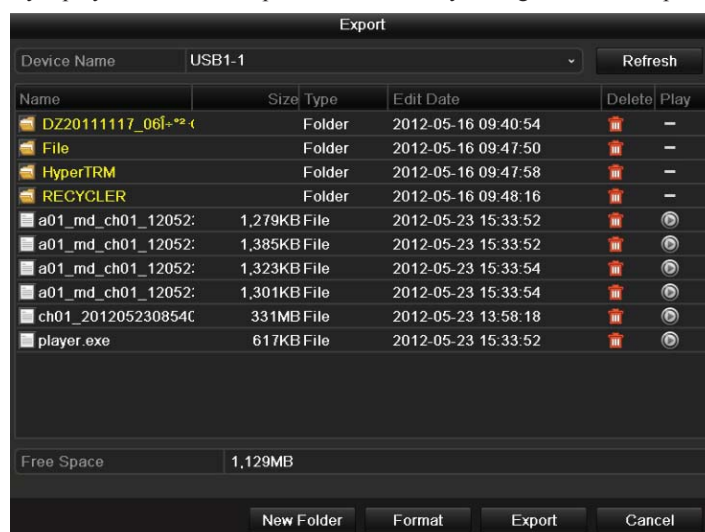 Export
Device Name USB1-1 Refresh
Name Size Type Edit Date Delete Play
DZ20111117_06Î÷°² Folder 2012-05-16 09:40:54
File Folder 2012-05-16 09:47:50
HyperTRM Folder 2012-05-16 09:47:58
RECYCLER Folder 2012-05-16 09:48:16
a01_md_ch01_12052 1,279KB File 2012-05-23 15:33:52
a01_md_ch01_12052 1,385KB File 2012-05-23 15:33:52
a01_md_ch01_12052 1,323KB File 2012-05-23 15:33:54
a01_md_ch01_12052 1,301KB File 2012-05-23 15:33:54
ch01_201205230854 331MB File 2012-05-23 13:58:18
player.exe 617KB File 2012-05-23 15:33:52
Free Space 1,129MB
New Folder Format Export Cancel